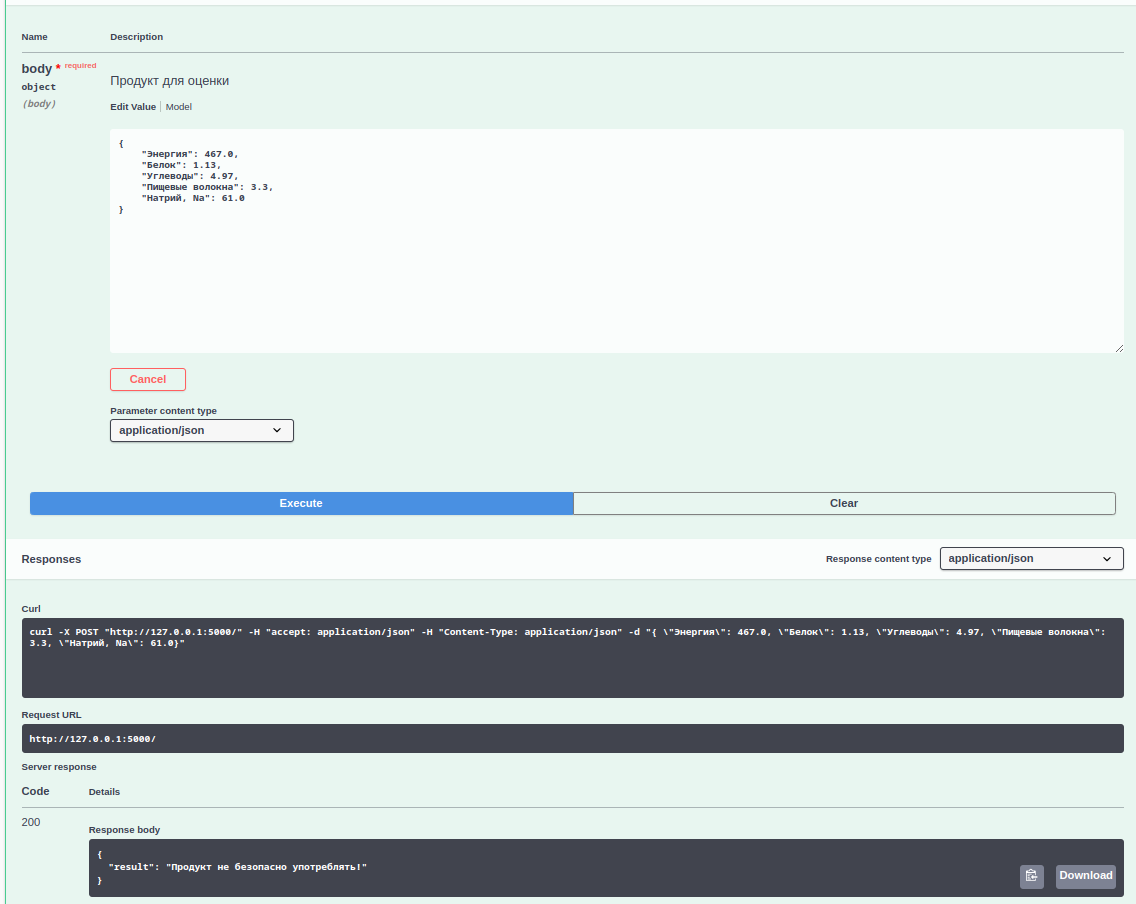 Name Description
body * required
object
(body)
Продукт для оценки
Edit Value | Model
{
"Энергия": 467.0,
"Белок": 1.13,
"Углеводы": 4.97,
"Пищевые волокна": 3.3,
"Натрий, Na": 61.0
}
Cancel
Parameter content type
application/json
Execute Clear
Responses Response content type application/json
Curl
curl -X POST "http://127.0.0.1:5000/" -H "accept: application/json" -H "Content-Type: application/json" -d "{ \"Энергия\": 467.0, \"Белок\": 1.13, \"Углеводы\": 4.97, \"Пищевые волокна\":
3.3, \"Натрий, Na\": 61.0}"
Request URL
http://127.0.0.1:5000/
Server response
Code Details
200
Response body
{
"result": "Продукт не безопасно употреблять!"
}
Download